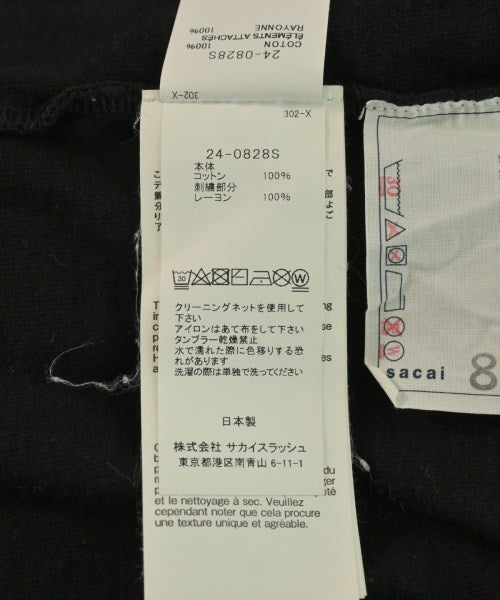 RAYONNE 100%
ÉLÉMENTS ATTACHÉS
COTON 100%
24-0828S
302-X
302-X
24-0828S
本体
コットン 100%
刺繍部分
レーヨン 100%
30
W
クリーニングネットを使用して
下さい
アイロンはあて布をして下さい
タンブラー乾燥禁止
水で濡れた際に色移りする恐
れがあります
洗濯の際は単独で洗ってください
日本製
株式会社 サカイスラッシュ
東京都港区南青山 6-11-1
et le nettoyage à sec. Veuillez
cependant noter que cela procure
une texture unique et agréable.
30
W
sacai
8